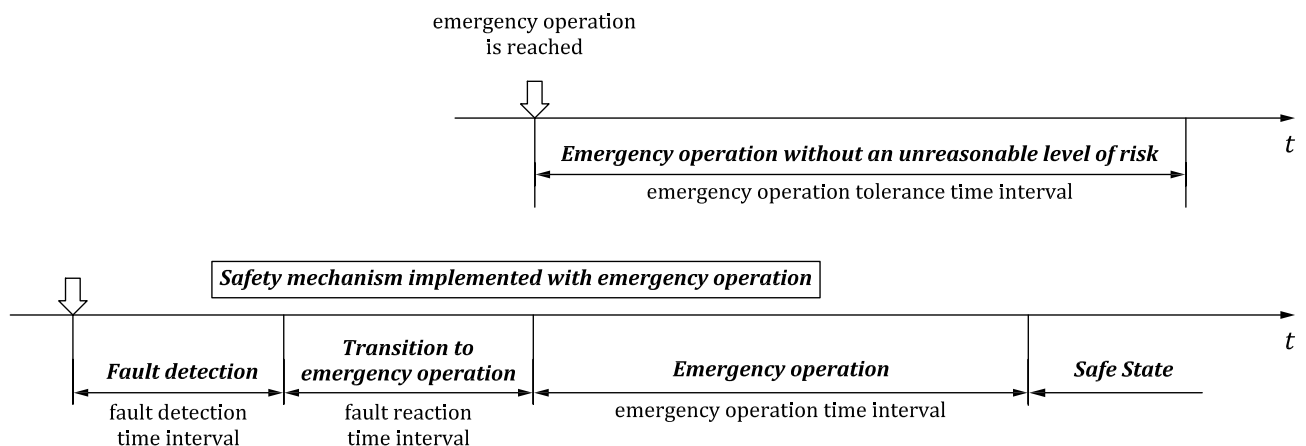 emergency operation
is reached
t
Emergency operation without an unreasonable level of risk
emergency operation tolerance time interval
Safety mechanism implemented with emergency operation
t
Fault detection
Transition to
emergency operation
Emergency operation
Safe State
fault detection
time interval
fault reaction
time interval
emergency operation time interval